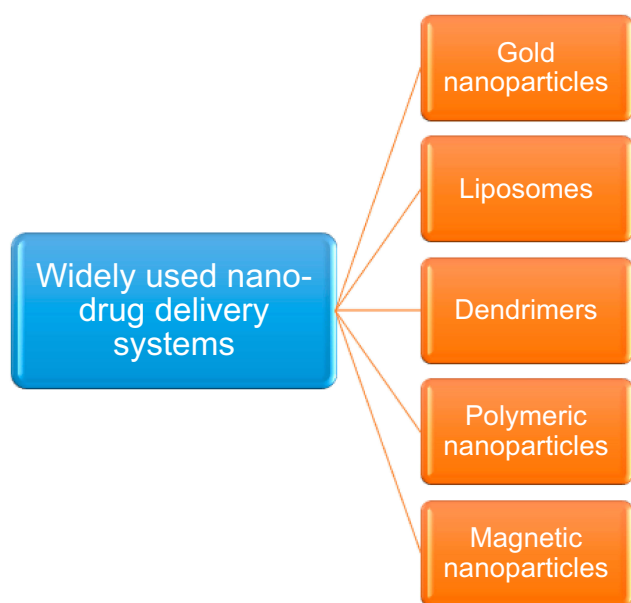 Widely used nano-
drug delivery
systems
Gold
nanoparticles
Liposomes
Dendrimers
Polymeric
nanoparticles
Magnetic
nanoparticles